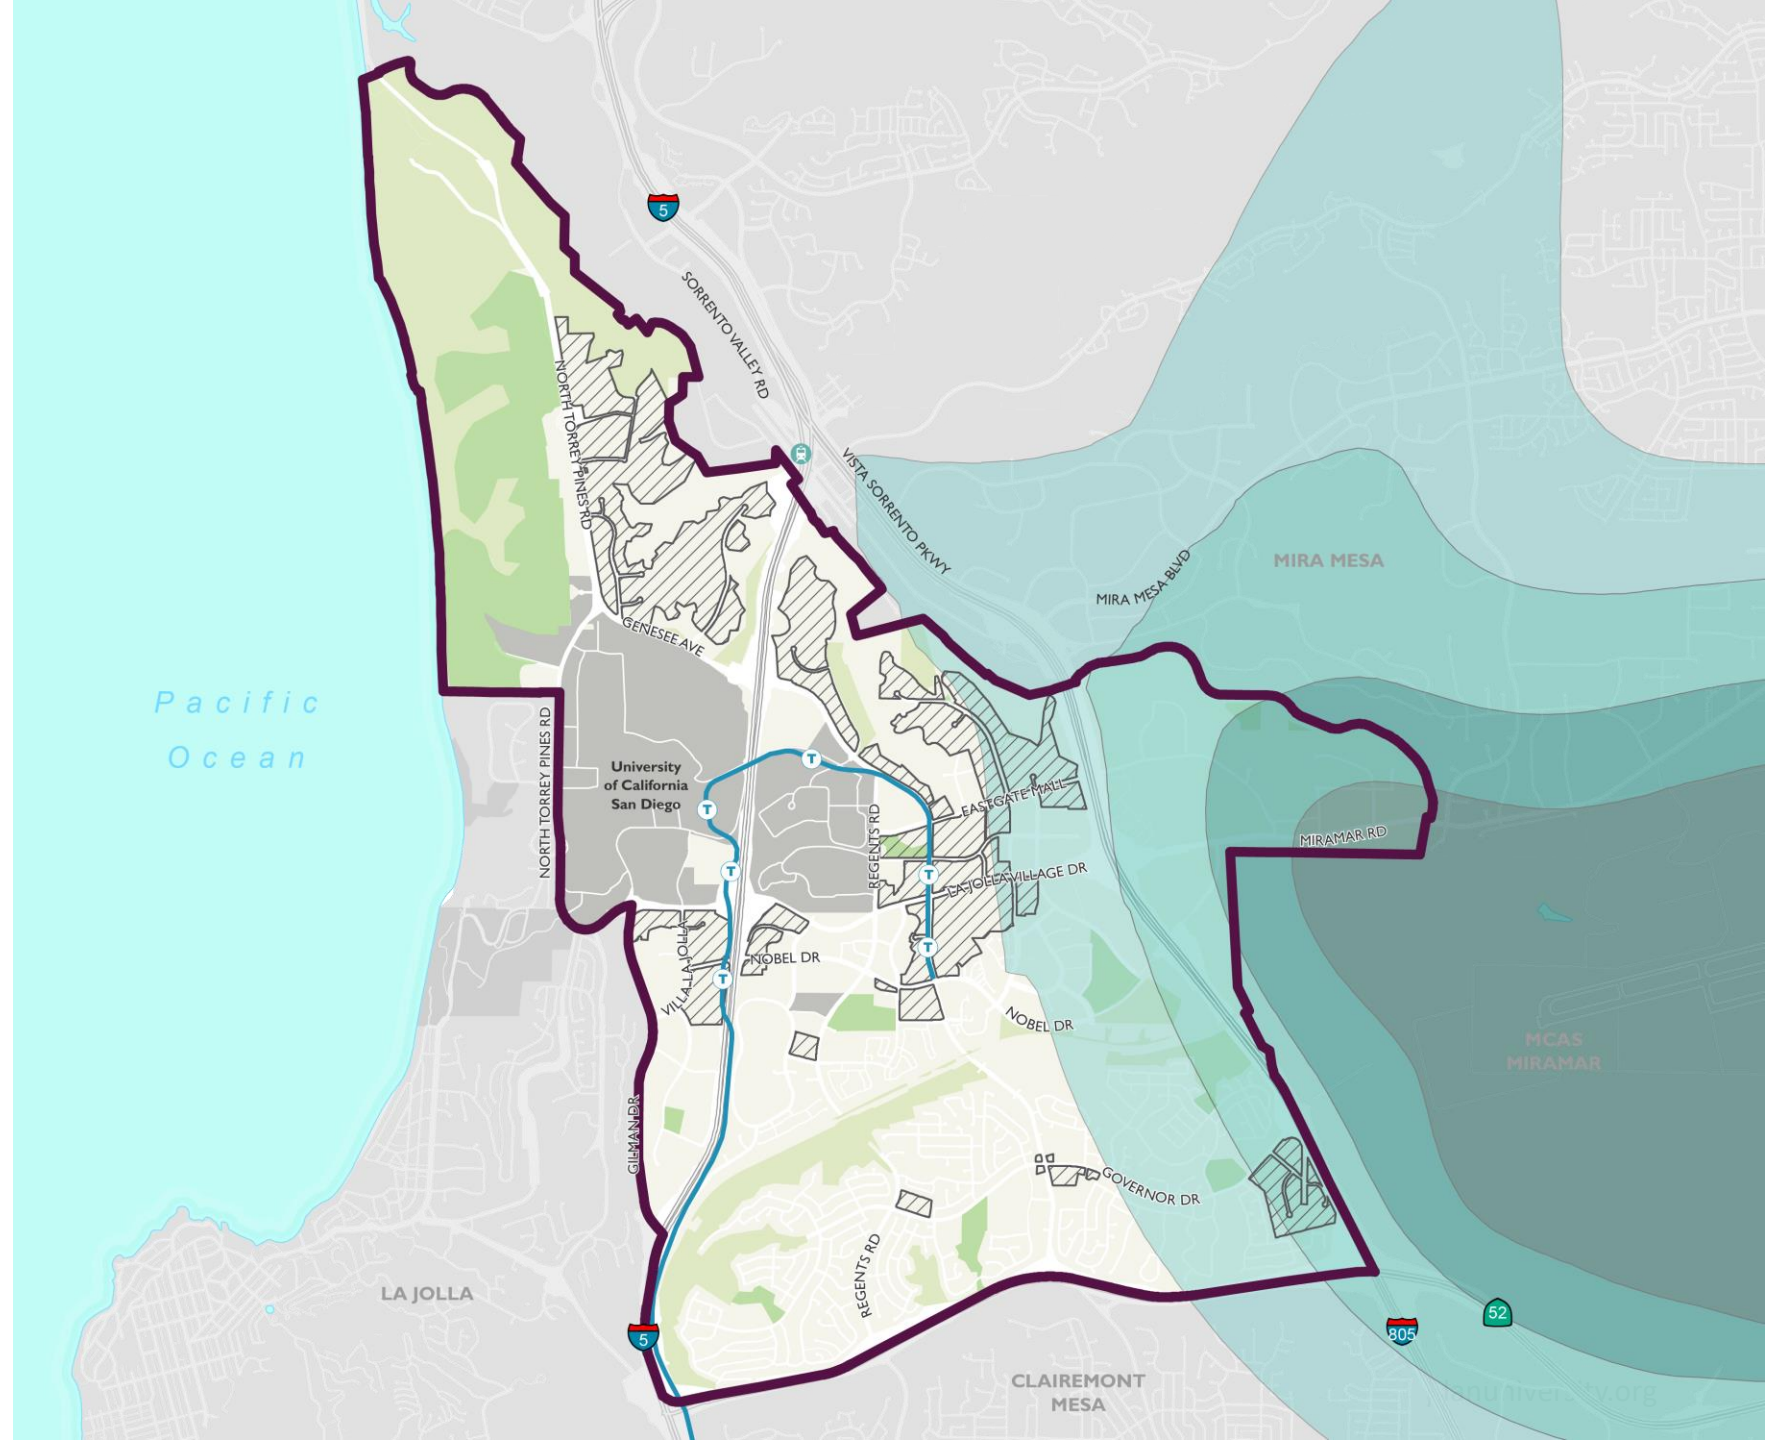 5
SORRENTO VALLEY RD
NORTH TORREY PINES RD
VISTA SORRENTO PKWY
MIRA MESA
MIRA MESA BLVD
GENESEE AVE
Pacific
Ocean
NORTH TORREY PINES RD
University
of California
San Diego
T
T
T
T
T
T
REGENTS RD
EASTGATE MALL
MIRAMAR RD
LA JOLLA VILLAGE DR
VILLA LA JOLLA
NOBEL DR
NOBEL DR
MCAS
MIRAMAR
GILMAN DR
GOVERNOR DR
REGENTS RD
LA JOLLA
5
52
805
CLAIREMONT
MESA
planuniversity.org